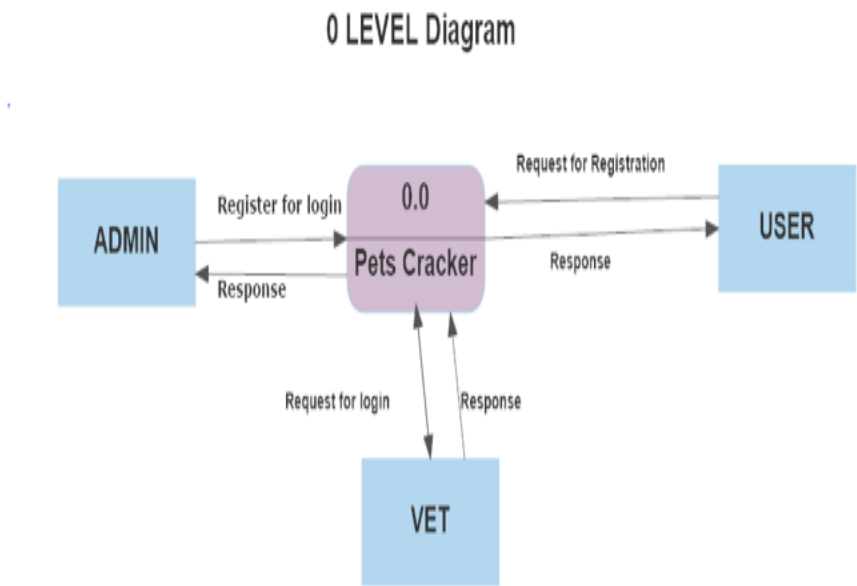 0 LEVEL Diagram
,
Request for Registration
0.0
Register for login
USER
ADMIN
Pets Cracker
Response
Response
Request for login
Response
VET